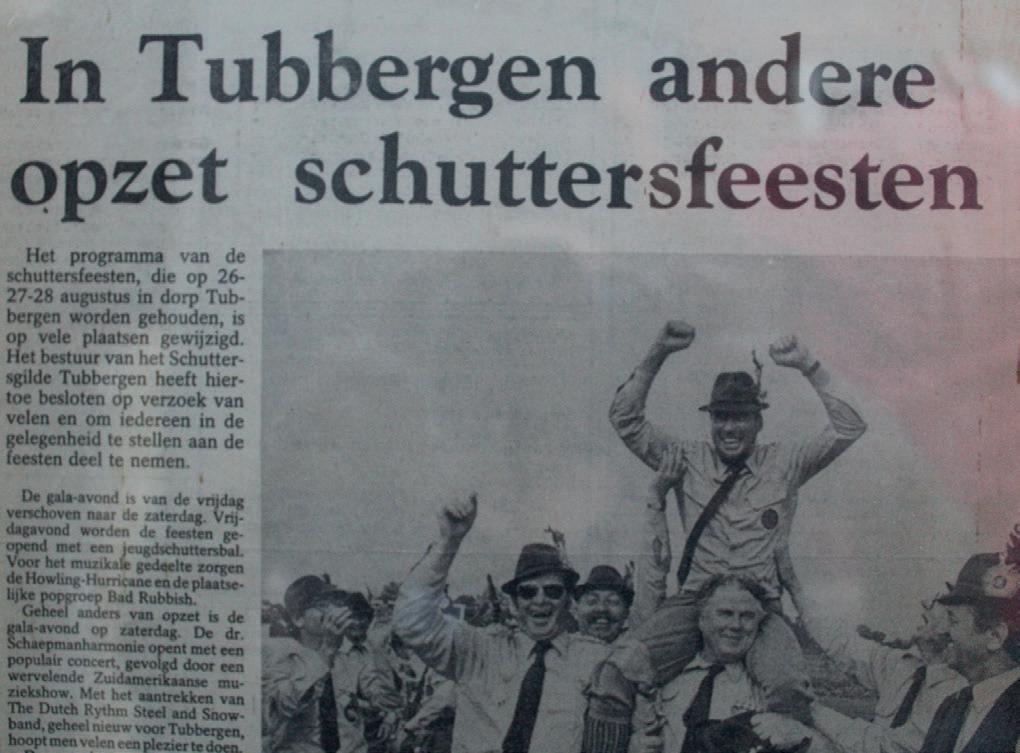 In Tubbergen andere
opzet schuttersfeesten
Het programma van de
schuttersfeesten, die op 26-
27-28 augustus in dorp Tub-
bergen worden gehouden, is
op vele plaatsen gewijzigd.
Het bestuur van het Schutter-
sgilde Tubbergen heeft hier-
toe besloten op verzoek van
velen en om iedereen in de
gelegenheid te stellen aan de
feesten deel te nemen.
De gala-avond is van de vrijdag
verschoven naar de zaterdag. Vrij-
dagavond worden de feesten ge-
opend met een jeugdschuttersbal.
Voor het muzikale gedeelte zorgen
de Howling-Hurricane en de plaatse-
lijke popgroep Bad Rubbish.
Geheel anders van opzet is de
gala-avond op zaterdag. De dr.
Schaepmanharmonie opent met een
populair concert, gevolgd door een
wervelende Zuidamerikaanse mu-
ziekshow. Met het aantrekken van
The Dutch Rythm Steel and Snow-
band, geheel nieuw voor Tubbergen,
hoopt men velen een plezier te doen.